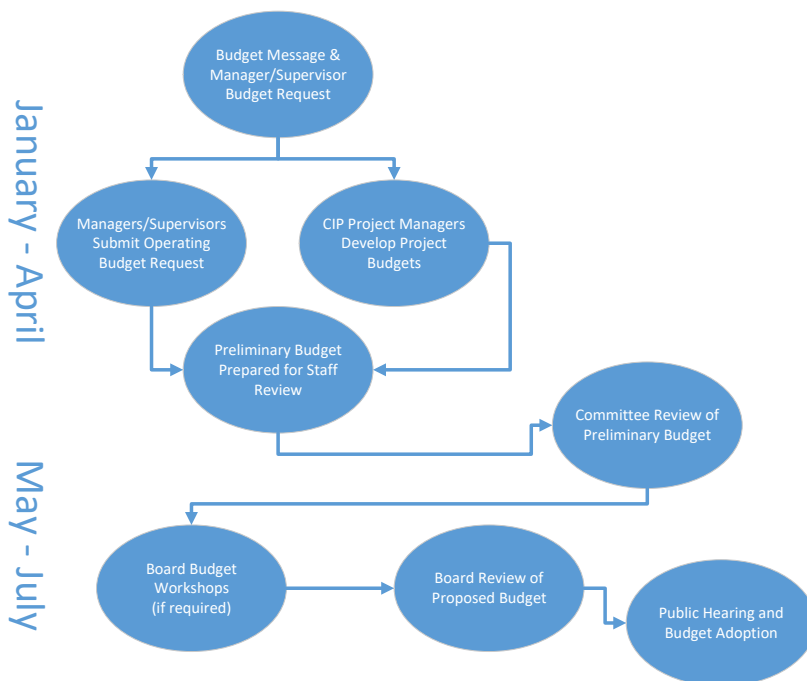 Budget Message &
Manager/Supervisor
Budget Request
January - April
Managers/Supervisors
Submit Operating
Budget Request
CIP Project Managers
Develop Project
Budgets
Preliminary Budget
Prepared for Staff
Review
Committee Review of
Preliminary Budget
May - July
Board Budget
Workshops
(if required)
Board Review of
Proposed Budget
Public Hearing and
Budget Adoption